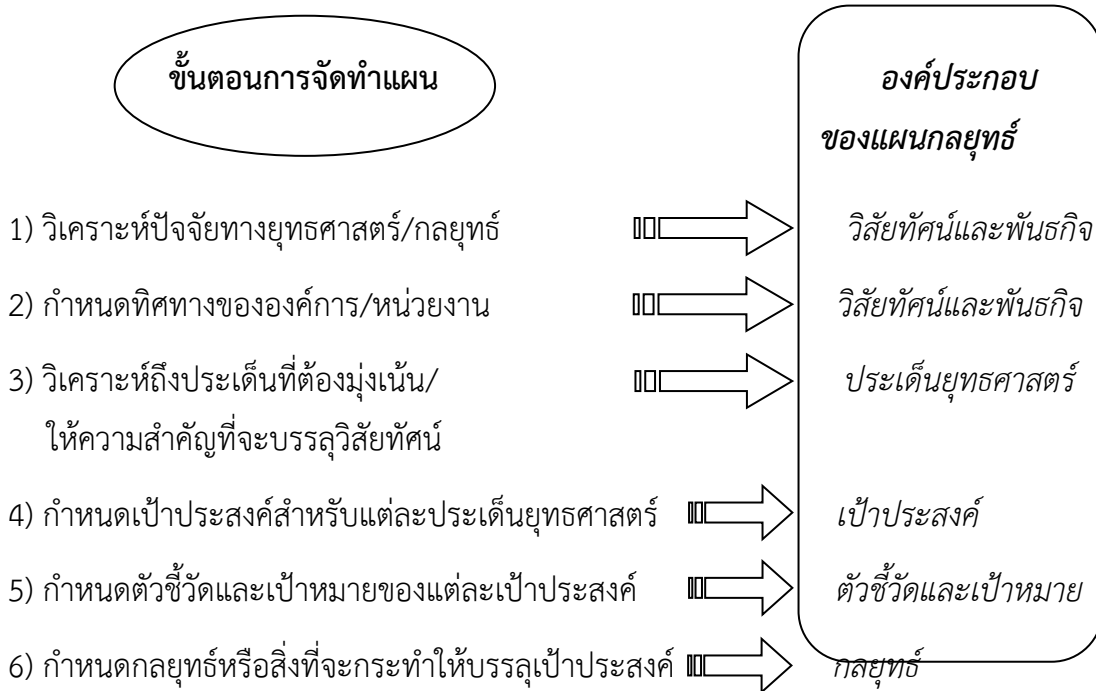 ขั้นตอนการจัดทำแผน
องค์ประกอบ
ของแผนกลยุทธ์
1) วิเคราะห์ปัจจัยทางยุทธศาสตร์/กลยุทธ์ วิสัยทัศน์และพันธกิจ
2) กำหนดทิศทางขององค์การ/หน่วยงาน วิสัยทัศน์และพันธกิจ
3) วิเคราะห์ถึงประเด็นที่ต้องมุ่งเน้น/ ประเด็นยุทธศาสตร์
ให้ความสำคัญที่จะบรรลุวิสัยทัศน์
4) กำหนดเป้าประสงค์สำหรับแต่ละประเด็นยุทธศาสตร์ เป้าประสงค์
5) กำหนดตัวชี้วัดและเป้าหมายของแต่ละเป้าประสงค์ ตัวชี้วัดและเป้าหมาย
6) กำหนดกลยุทธ์หรือสิ่งที่จะกระทำให้บรรลุเป้าประสงค์ กลยุทธ์